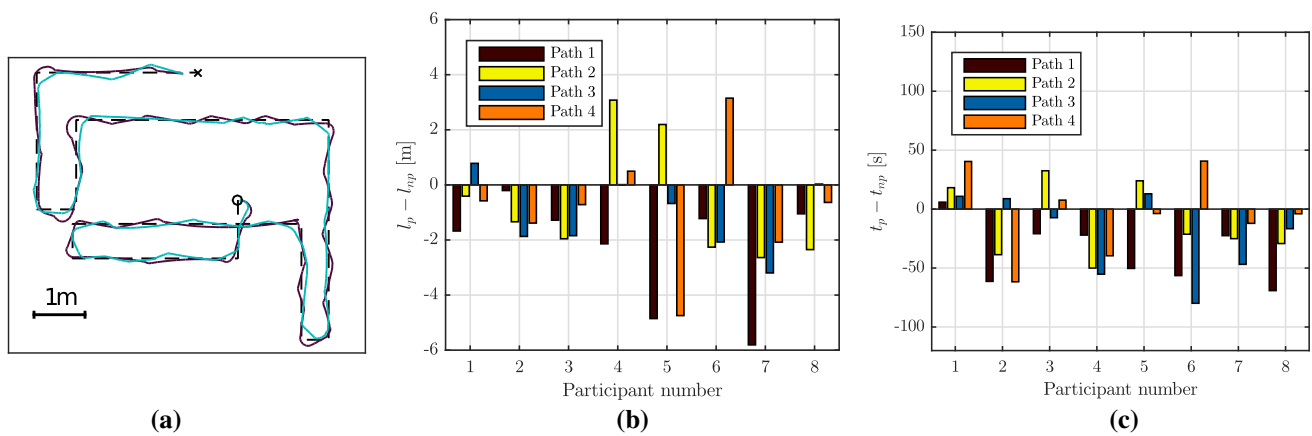 1m
(a)
6
4
2
0
-2
-4
-6
l_p − l_np [m]
Path 1
Path 2
Path 3
Path 4
1 2 3 4 5 6 7 8
Participant number
(b)
150
100
50
0
-50
-100
t_p − t_np [s]
Path 1
Path 2
Path 3
Path 4
1 2 3 4 5 6 7 8
Participant number
(c)